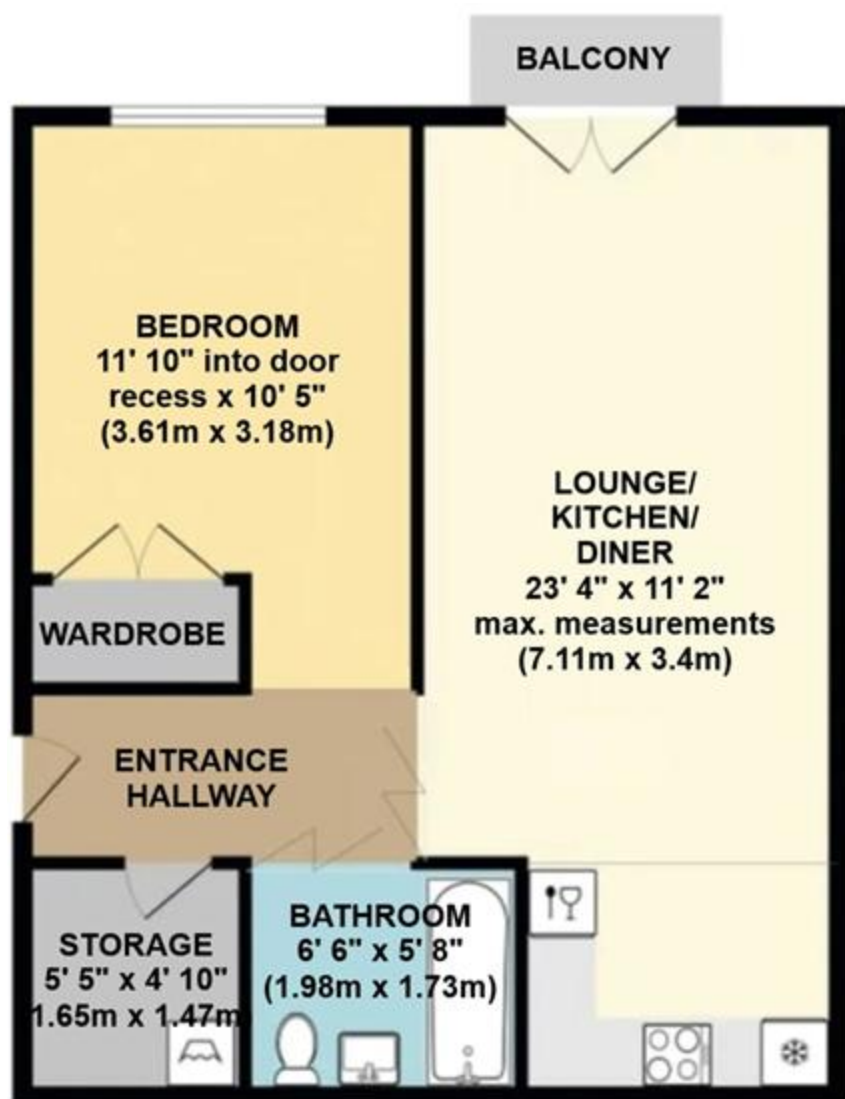 BALCONY
BEDROOM
11' 10" into door
recess x 10' 5"
(3.61m x 3.18m)
LOUNGE/
KITCHEN/
DINER
23' 4" x 11' 2"
max. measurements
(7.11m x 3.4m)
WARDROBE
ENTRANCE
HALLWAY
STORAGE
5' 5" x 4' 10"
1.65m x 1.47m
BATHROOM
6' 6" x 5' 8"
(1.98m x 1.73m)